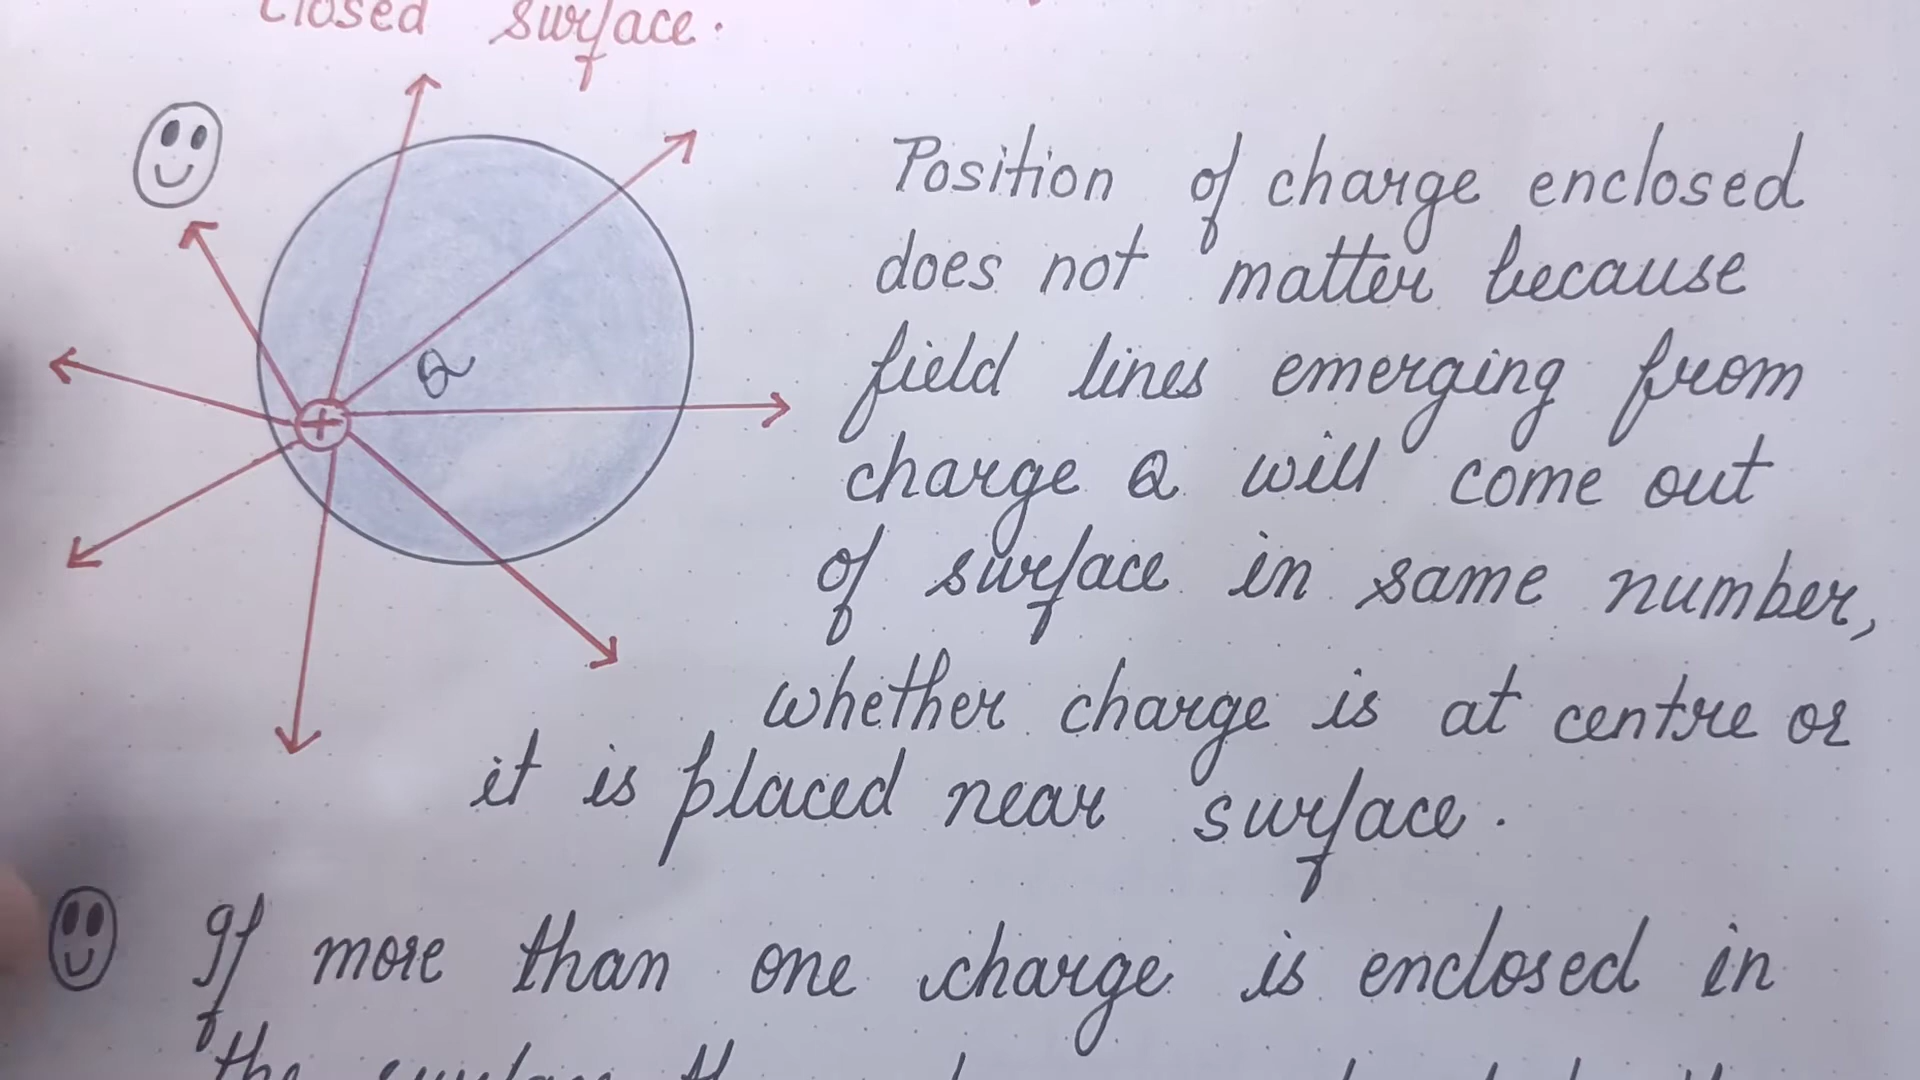 closed surface.
Position of charge enclosed
does not matter because
field lines emerging from
charge Q will come out
of surface in same number,
whether charge is at centre or
it is placed near surface.
+
Q
If more than one charge is enclosed in
the surface